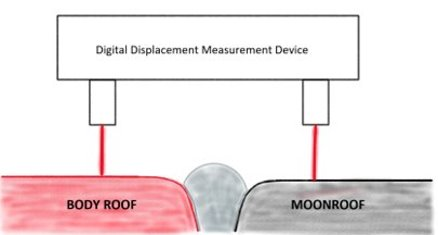 Digital Displacement Measurement Device
BODY ROOF
MOONROOF